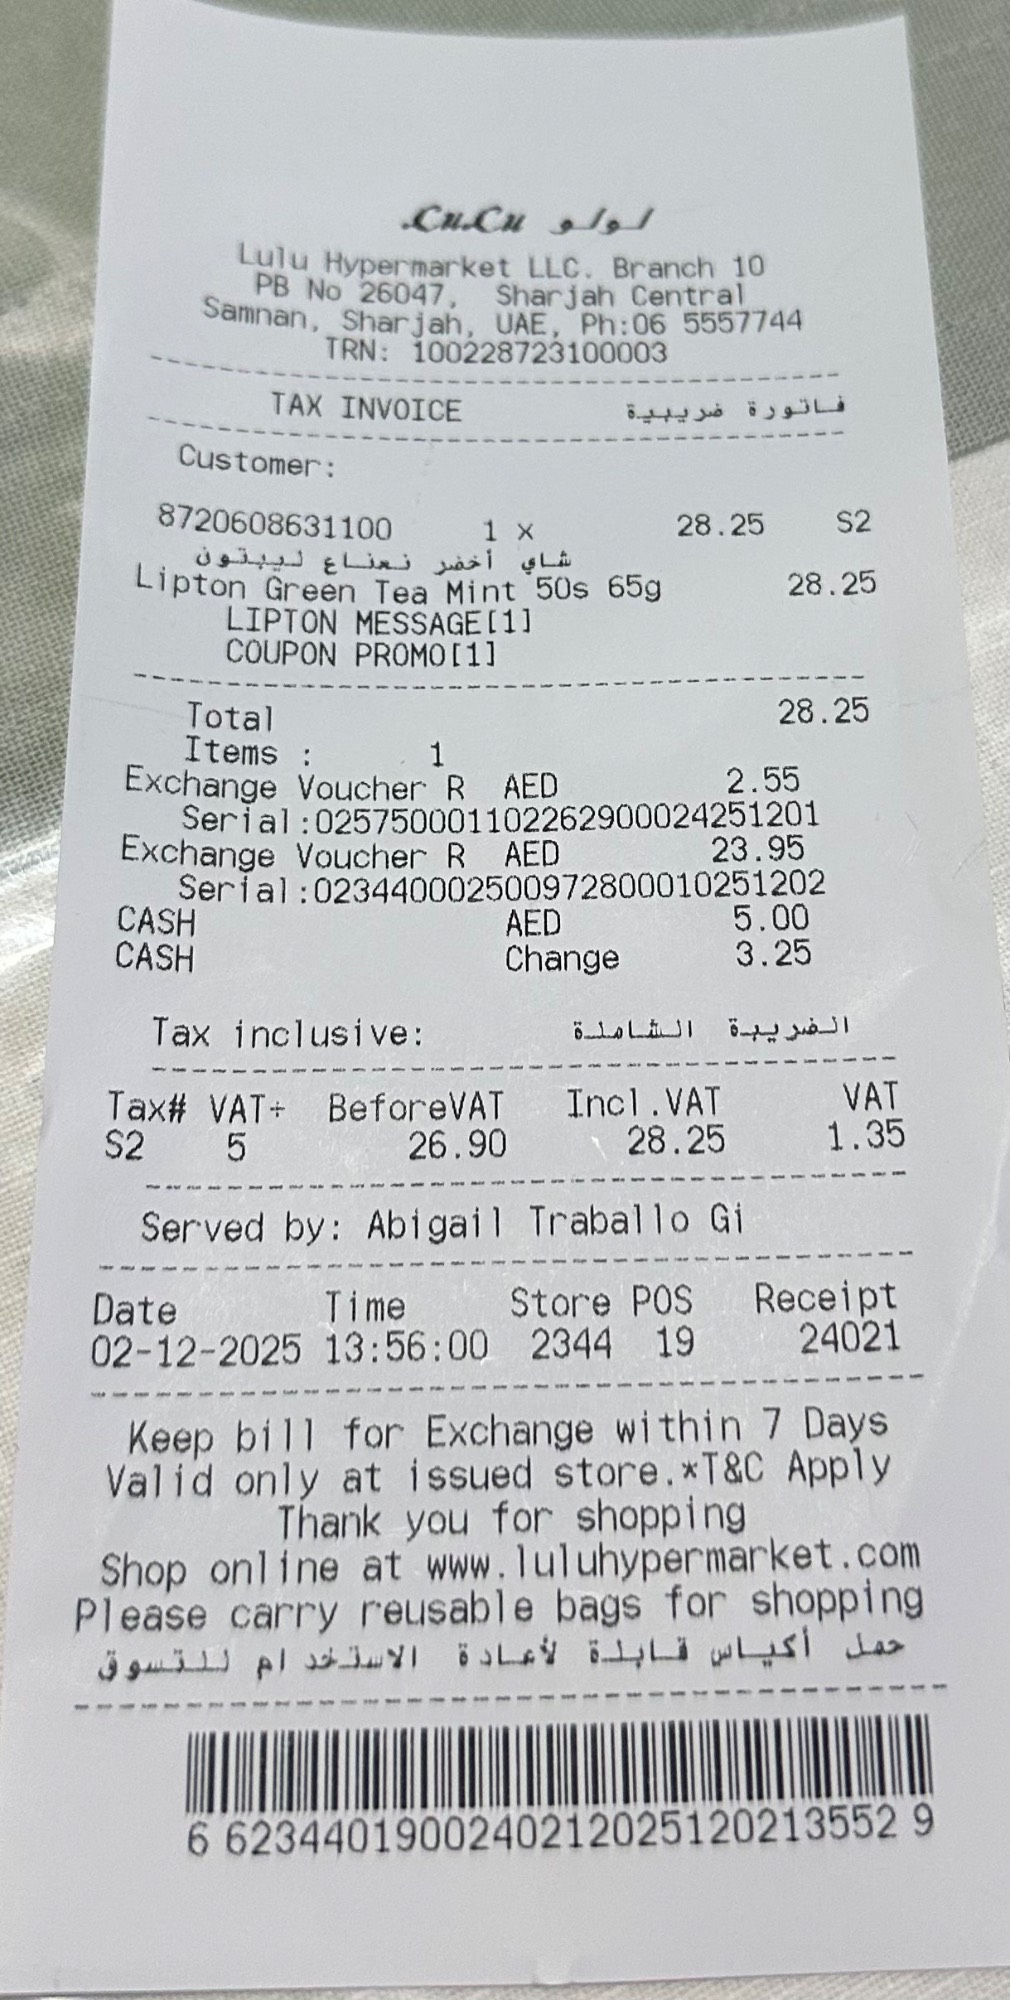 LuLu لولو
Lulu Hypermarket LLC. Branch 10
PB No 26047, Sharjah Central
Samnan, Sharjah, UAE, Ph:06 5557744
TRN: 100228723100003
TAX INVOICE فاتورة ضريبية
Customer:
8720608631100 1 x 28.25 S2
شاي أخضر نعناع ليبتون
Lipton Green Tea Mint 50s 65g 28.25
LIPTON MESSAGE[1]
COUPON PROMO[1]
Total 28.25
Items : 1
Exchange Voucher R AED 2.55
Serial:0257500011022629000242512​01
Exchange Voucher R AED 23.95
Serial:0234400025009728000102512​02
CASH AED 5.00
CASH Change 3.25
Tax inclusive: الضريبة الشاملة
Tax# VAT÷ BeforeVAT Incl.VAT VAT
S2 5 26.90 28.25 1.35
Served by: Abigail Traballo Gi
Date Time Store POS Receipt
02-12-2025 13:56:00 2344 19 24021
Keep bill for Exchange within 7 Days
Valid only at issued store.*T&C Apply
Thank you for shopping
Shop online at www.luluhypermarket.com
Please carry reusable bags for shopping
حمل أكياس قابلة لأعادة الاستخدام للتسوق
6 623440190024021202512021355​2 9